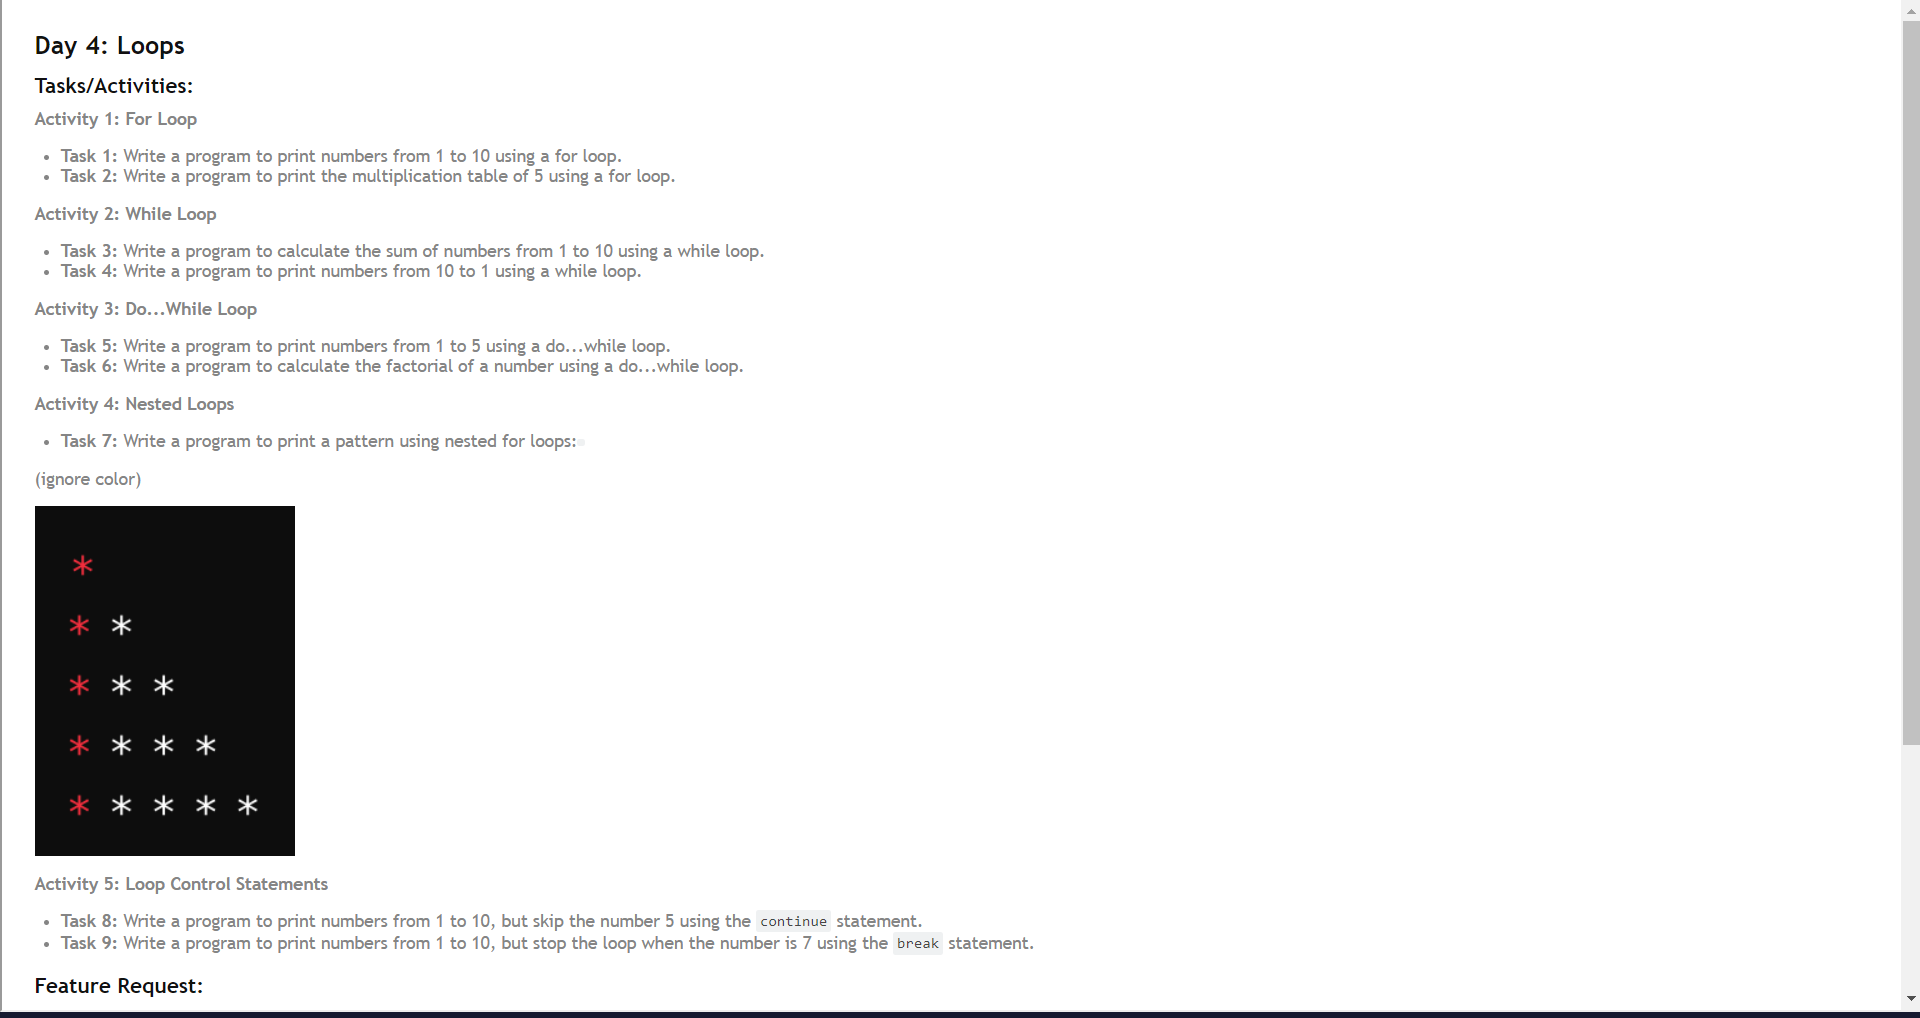 Day 4: Loops
Tasks/Activities:
Activity 1: For Loop
• Task 1: Write a program to print numbers from 1 to 10 using a for loop.
• Task 2: Write a program to print the multiplication table of 5 using a for loop.
Activity 2: While Loop
• Task 3: Write a program to calculate the sum of numbers from 1 to 10 using a while loop.
• Task 4: Write a program to print numbers from 10 to 1 using a while loop.
Activity 3: Do...While Loop
• Task 5: Write a program to print numbers from 1 to 5 using a do...while loop.
• Task 6: Write a program to calculate the factorial of a number using a do...while loop.
Activity 4: Nested Loops
• Task 7: Write a program to print a pattern using nested for loops:
(ignore color)
*
* *
* * *
* * * *
* * * * *
Activity 5: Loop Control Statements
• Task 8: Write a program to print numbers from 1 to 10, but skip the number 5 using the continue statement.
• Task 9: Write a program to print numbers from 1 to 10, but stop the loop when the number is 7 using the break statement.
Feature Request: